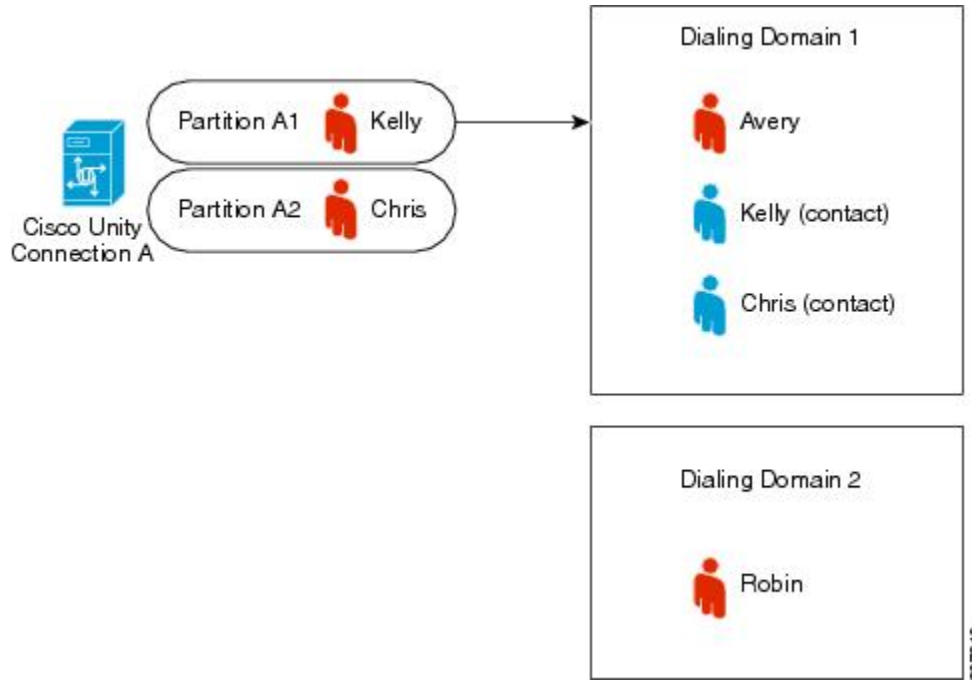 Dialing Domain 1
Partition A1 Kelly
Avery
Partition A2 Chris
Kelly (contact)
Cisco Unity
Connection A
Chris (contact)
Dialing Domain 2
Robin